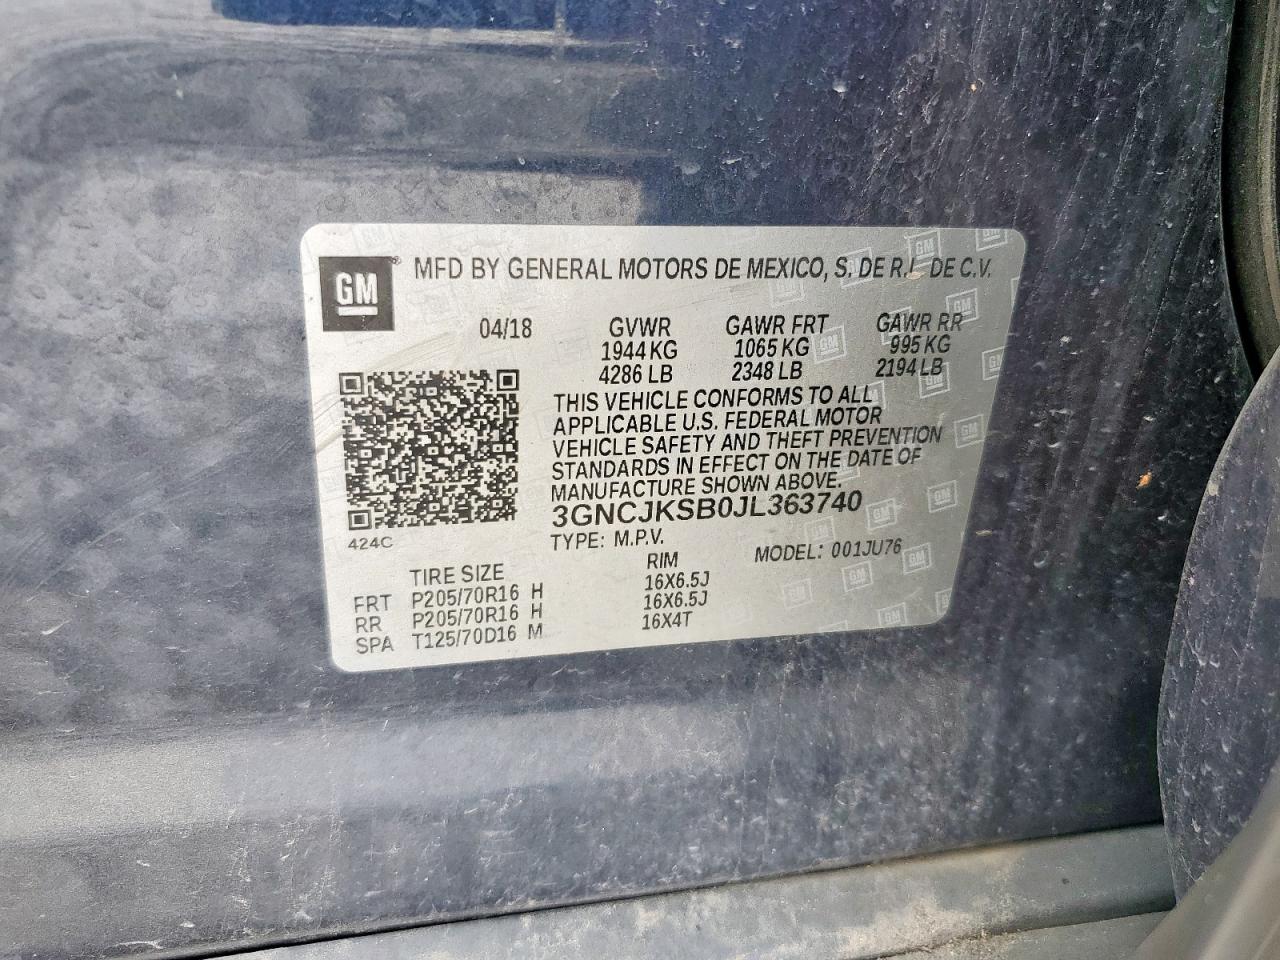 GM
MFD BY GENERAL MOTORS DE MEXICO, S. DE R.L. DE C.V.
04/18 GVWR GAWR FRT GAWR RR
1944 KG 1065 KG 995 KG
4286 LB 2348 LB 2194 LB
THIS VEHICLE CONFORMS TO ALL
APPLICABLE U.S. FEDERAL MOTOR
VEHICLE SAFETY AND THEFT PREVENTION
STANDARDS IN EFFECT ON THE DATE OF
MANUFACTURE SHOWN ABOVE.
3GNCJKSB0JL363740
424C
TYPE: M.P.V. MODEL: 001JU76
TIRE SIZE RIM
FRT P205/70R16 H 16X6.5J
RR P205/70R16 H 16X6.5J
SPA T125/70D16 M 16X4T